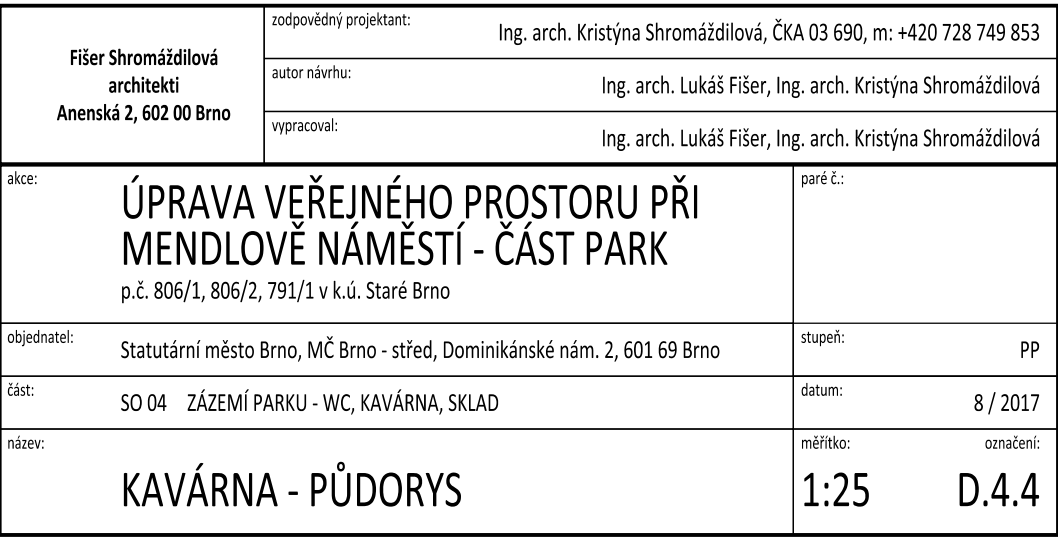 Fišer Shromáždilová
architekti
Anenská 2, 602 00 Brno
zodpovědný projektant:
Ing. arch. Kristýna Shromáždilová, ČKA 03 690, m: +420 728 749 853
autor návrhu:
Ing. arch. Lukáš Fišer, Ing. arch. Kristýna Shromáždilová
vypracoval:
Ing. arch. Lukáš Fišer, Ing. arch. Kristýna Shromáždilová
akce:
ÚPRAVA VEŘEJNÉHO PROSTORU PŘI
MENDLOVĚ NÁMĚSTÍ - ČÁST PARK
p.č. 806/1, 806/2, 791/1 v k.ú. Staré Brno
paré č.:
objednatel:
Statutární město Brno, MČ Brno - střed, Dominikánské nám. 2, 601 69 Brno
stupeň:
PP
část:
SO 04 ZÁZEMÍ PARKU - WC, KAVÁRNA, SKLAD
datum:
8 / 2017
název:
KAVÁRNA - PŮDORYS
měřítko:
1:25
označení:
D.4.4